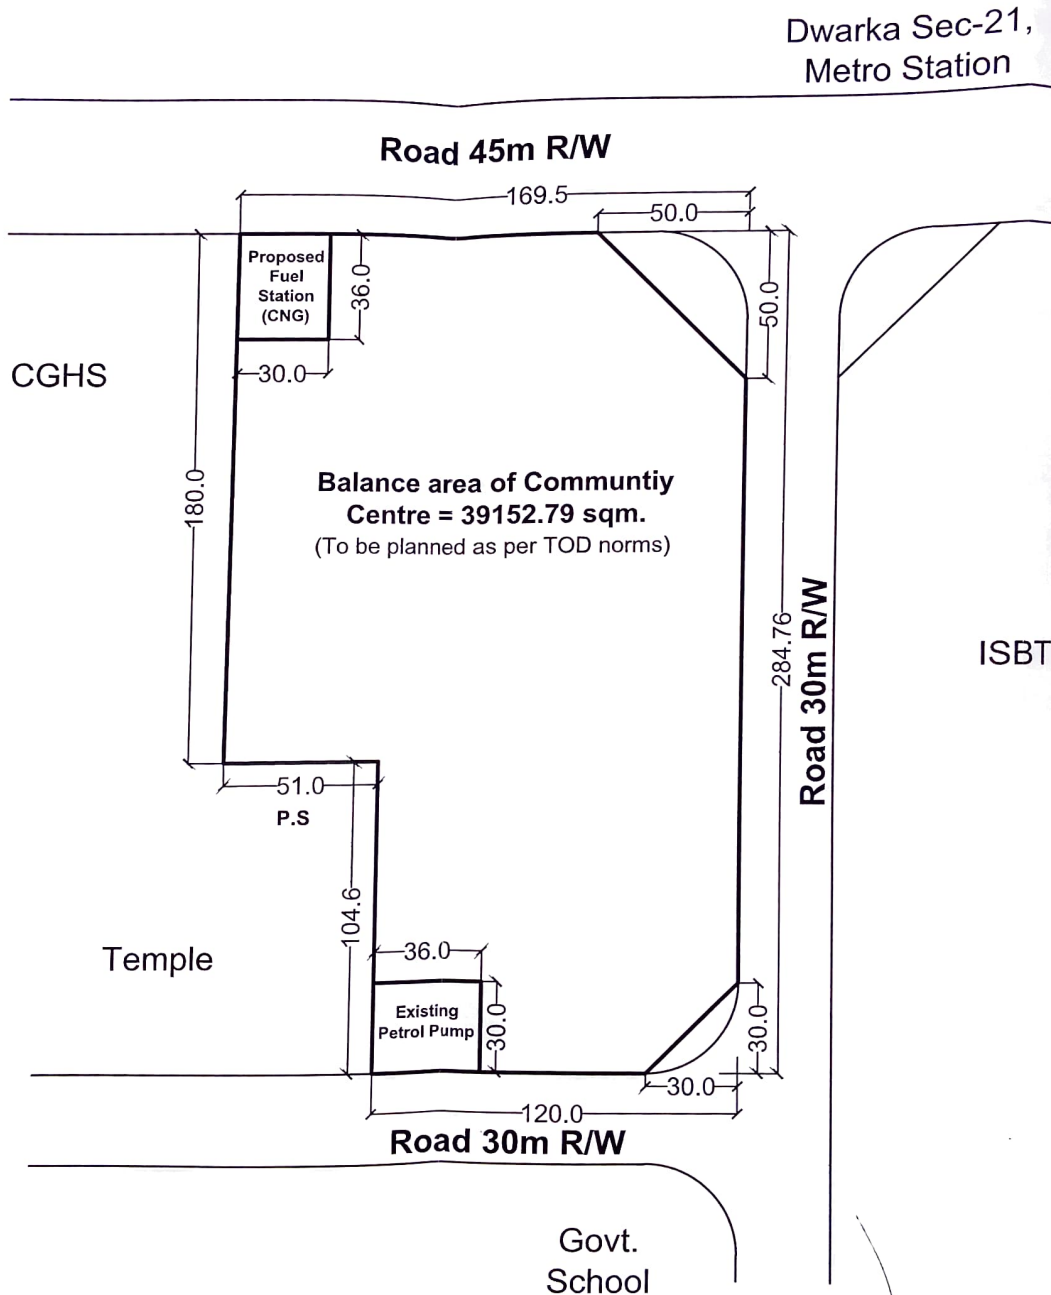 Dwarka Sec-21,
Metro Station
Road 45m R/W
169.5
50.0
Proposed
Fuel
Station
(CNG)
36.0
50.0
30.0
CGHS
180.0
Balance area of Communtiy
Centre = 39152.79 sqm.
(To be planned as per TOD norms)
284.76
Road 30m R/W
ISBT
51.0
P.S
104.6
Temple
36.0
Existing
Petrol Pump
30.0
30.0
30.0
120.0
Road 30m R/W
Govt.
School